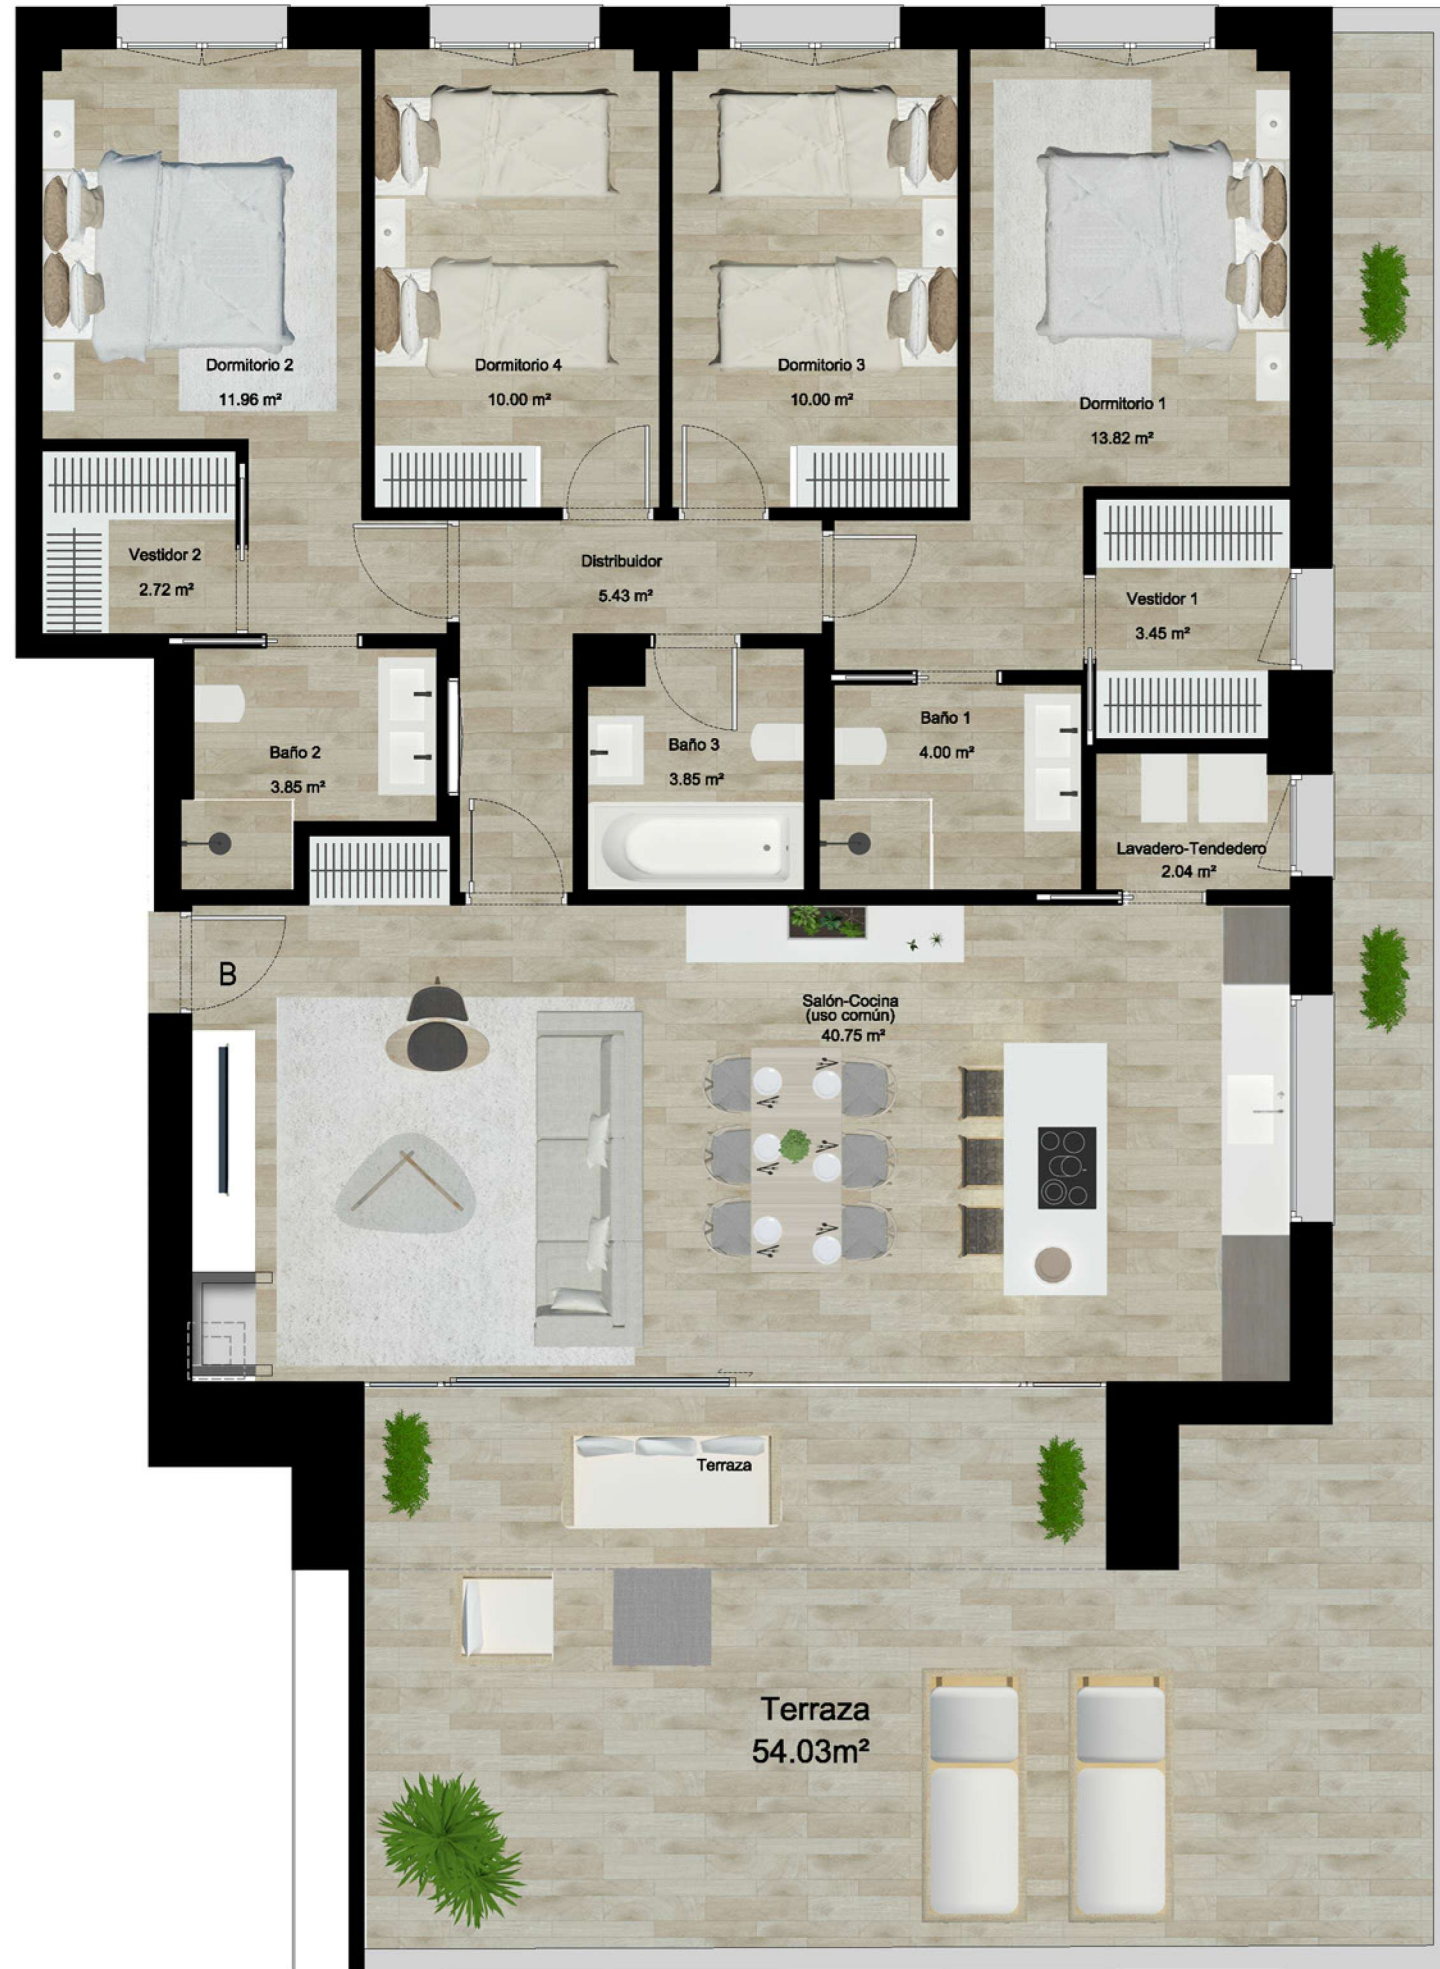 Dormitorio 2
11.96 m²
Dormitorio 4
10.00 m²
Dormitorio 3
10.00 m²
Dormitorio 1
13.82 m²
Vestidor 2
2.72 m²
Distribuidor
5.43 m²
Vestidor 1
3.45 m²
Baño 2
3.85 m²
Baño 3
3.85 m²
Baño 1
4.00 m²
Lavadero-Tendedero
2.04 m²
B
Salón-Cocina
(uso común)
40.75 m²
Terraza
Terraza
54.03m²